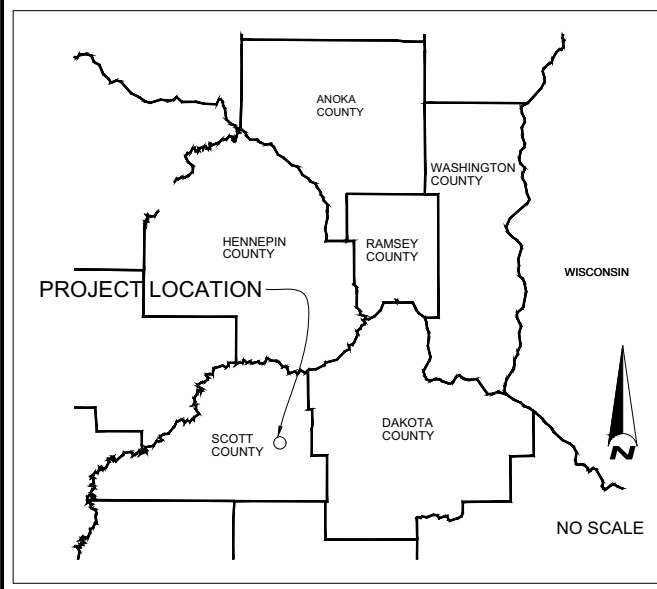 ANOKA
COUNTY
WASHINGTON
COUNTY
HENNEPIN
COUNTY
RAMSEY
COUNTY
WISCONSIN
PROJECT LOCATION
SCOTT
COUNTY
DAKOTA
COUNTY
N
NO SCALE